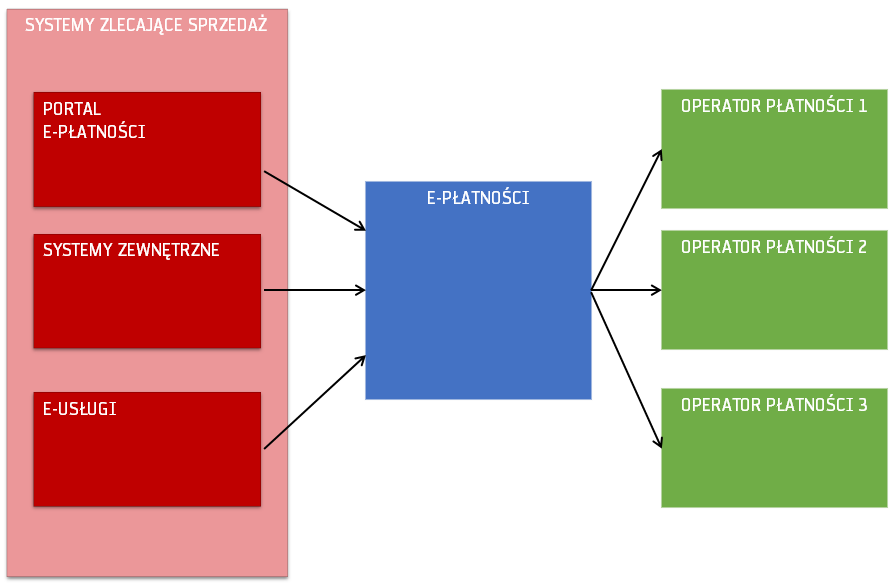 SYSTEMY ZLECAJĄCE SPRZEDAŻ
PORTAL
E-PŁATNOŚCI
SYSTEMY ZEWNĘTRZNE
E-USŁUGI
E-PŁATNOŚCI
OPERATOR PŁATNOŚCI 1
OPERATOR PŁATNOŚCI 2
OPERATOR PŁATNOŚCI 3